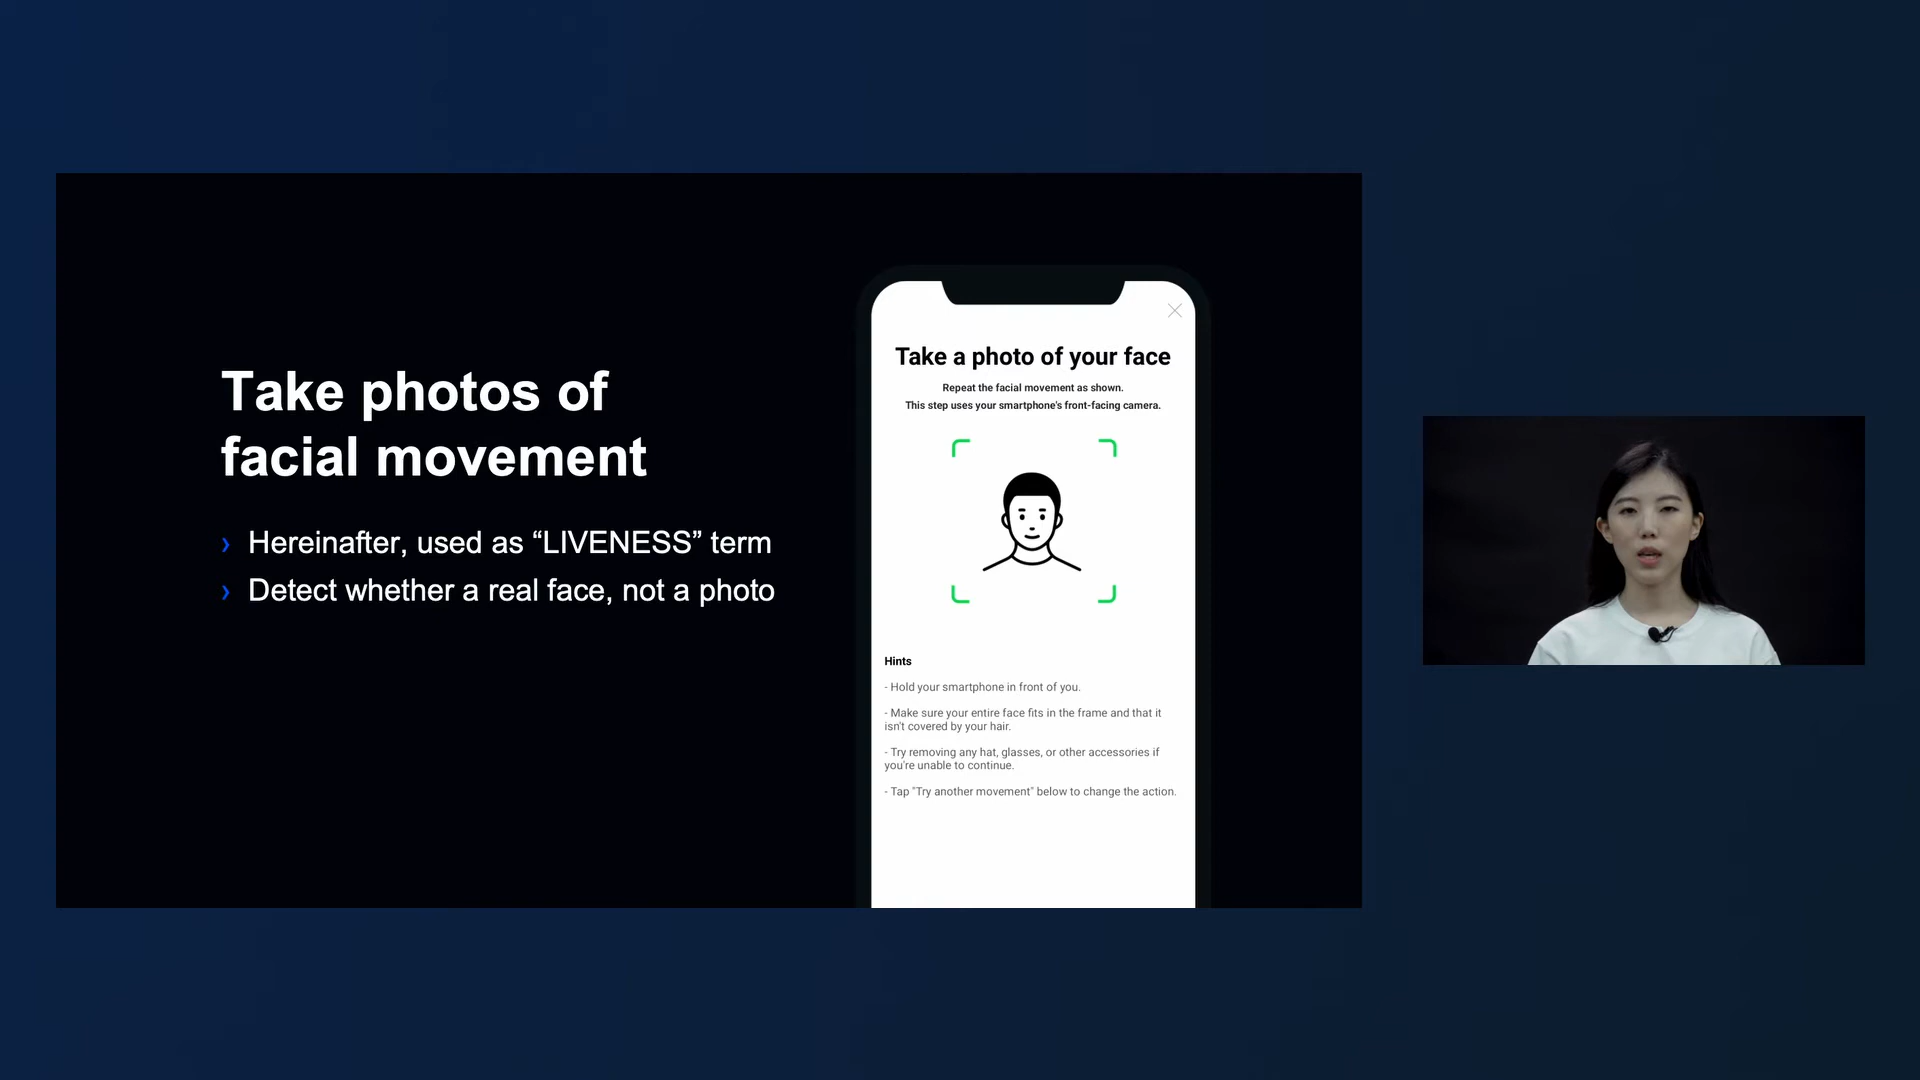 Take photos of
facial movement
› Hereinafter, used as “LIVENESS” term
› Detect whether a real face, not a photo
Take a photo of your face
Repeat the facial movement as shown.
This step uses your smartphone's front-facing camera.
Hints
- Hold your smartphone in front of you.
- Make sure your entire face fits in the frame and that it
isn't covered by your hair.
- Try removing any hat, glasses, or other accessories if
you're unable to continue.
- Tap "Try another movement" below to change the action.